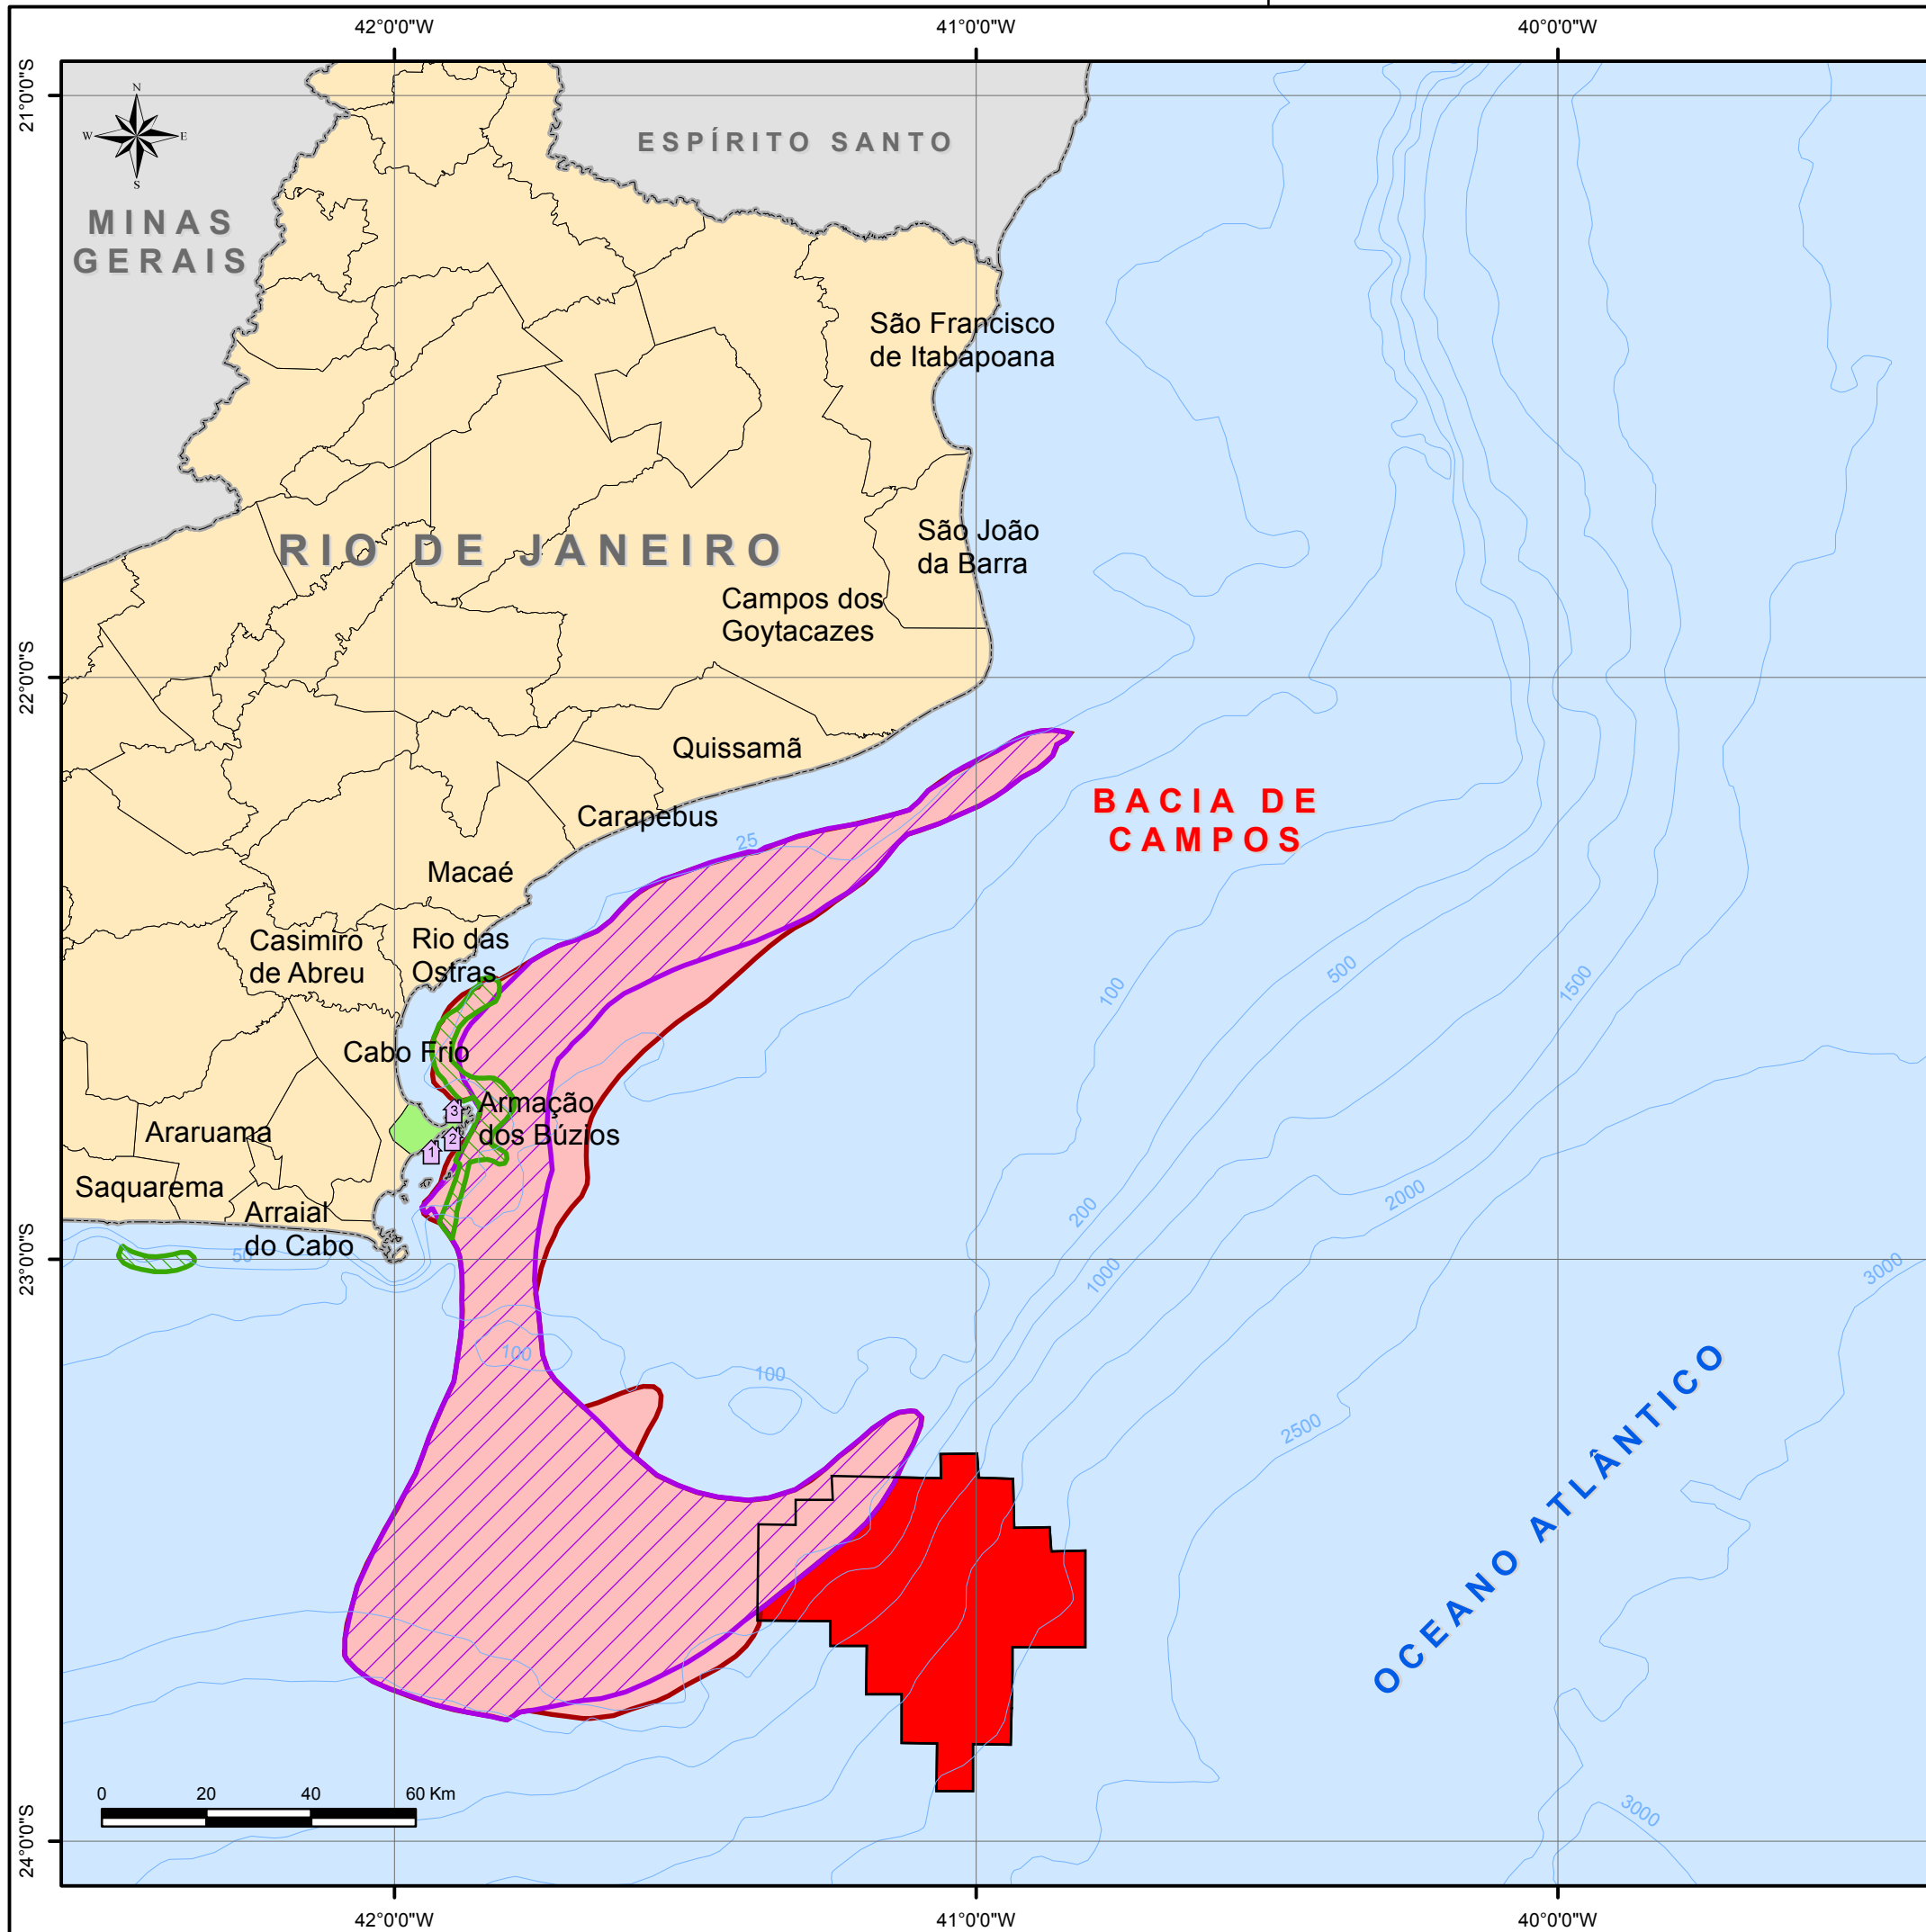 42°0'0"W
41°0'0"W
40°0'0"W
21°0'0"S
N
W
E
S
ESPÍRITO SANTO
MINAS
GERAIS
São Francisco
de Itabapoana
RIO DE JANEIRO
São João
da Barra
Campos dos
Goytacazes
22°0'0"S
Quissamã
BACIA DE
CAMPOS
Carapebus
25
Macaé
Casimiro
de Abreu
Rio das
Ostras
100
500
1500
Cabo Frio
Armação
dos Búzios
3
2
1
Araruama
Saquarema
Arraial
do Cabo
50
200
2000
1000
3000
23°0'0"S
100
100
2500
OCEANO ATLÂNTICO
0
20
40
60 Km
3000
24°0'0"S
42°0'0"W
41°0'0"W
40°0'0"W